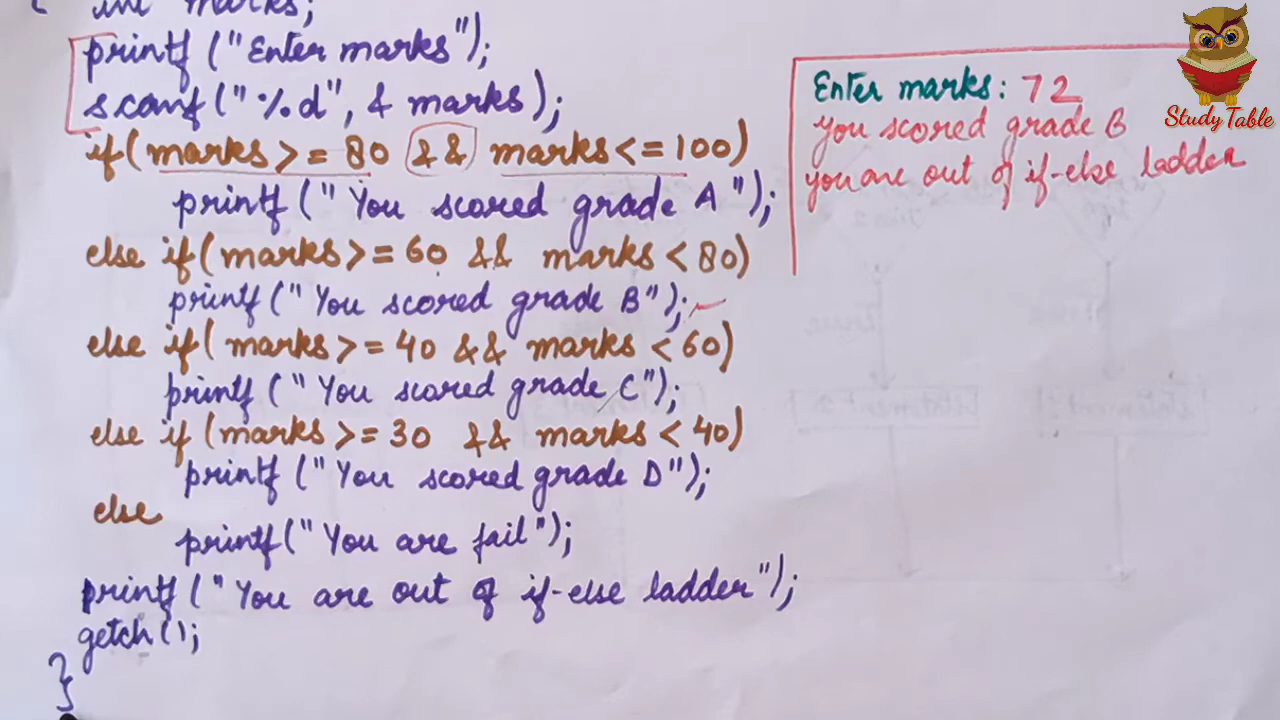 { int marks;
printf ("Enter marks");
scanf("%d", & marks);
if(marks>=80 && marks<=100)
printf (" You scored grade A ");
else if(marks>=60 && marks<80)
printf (" You scored grade B");
else if( marks>=40 && marks <60)
printf ( " You scored grade C");
else if (marks>=30 && marks<40)
printf (" You scored grade D");
else
printf(" You are fail");
printf (" You are out of if-else ladder");
getch();
}
Enter marks: 72
you scored grade B
you are out of if-else ladder
Study Table